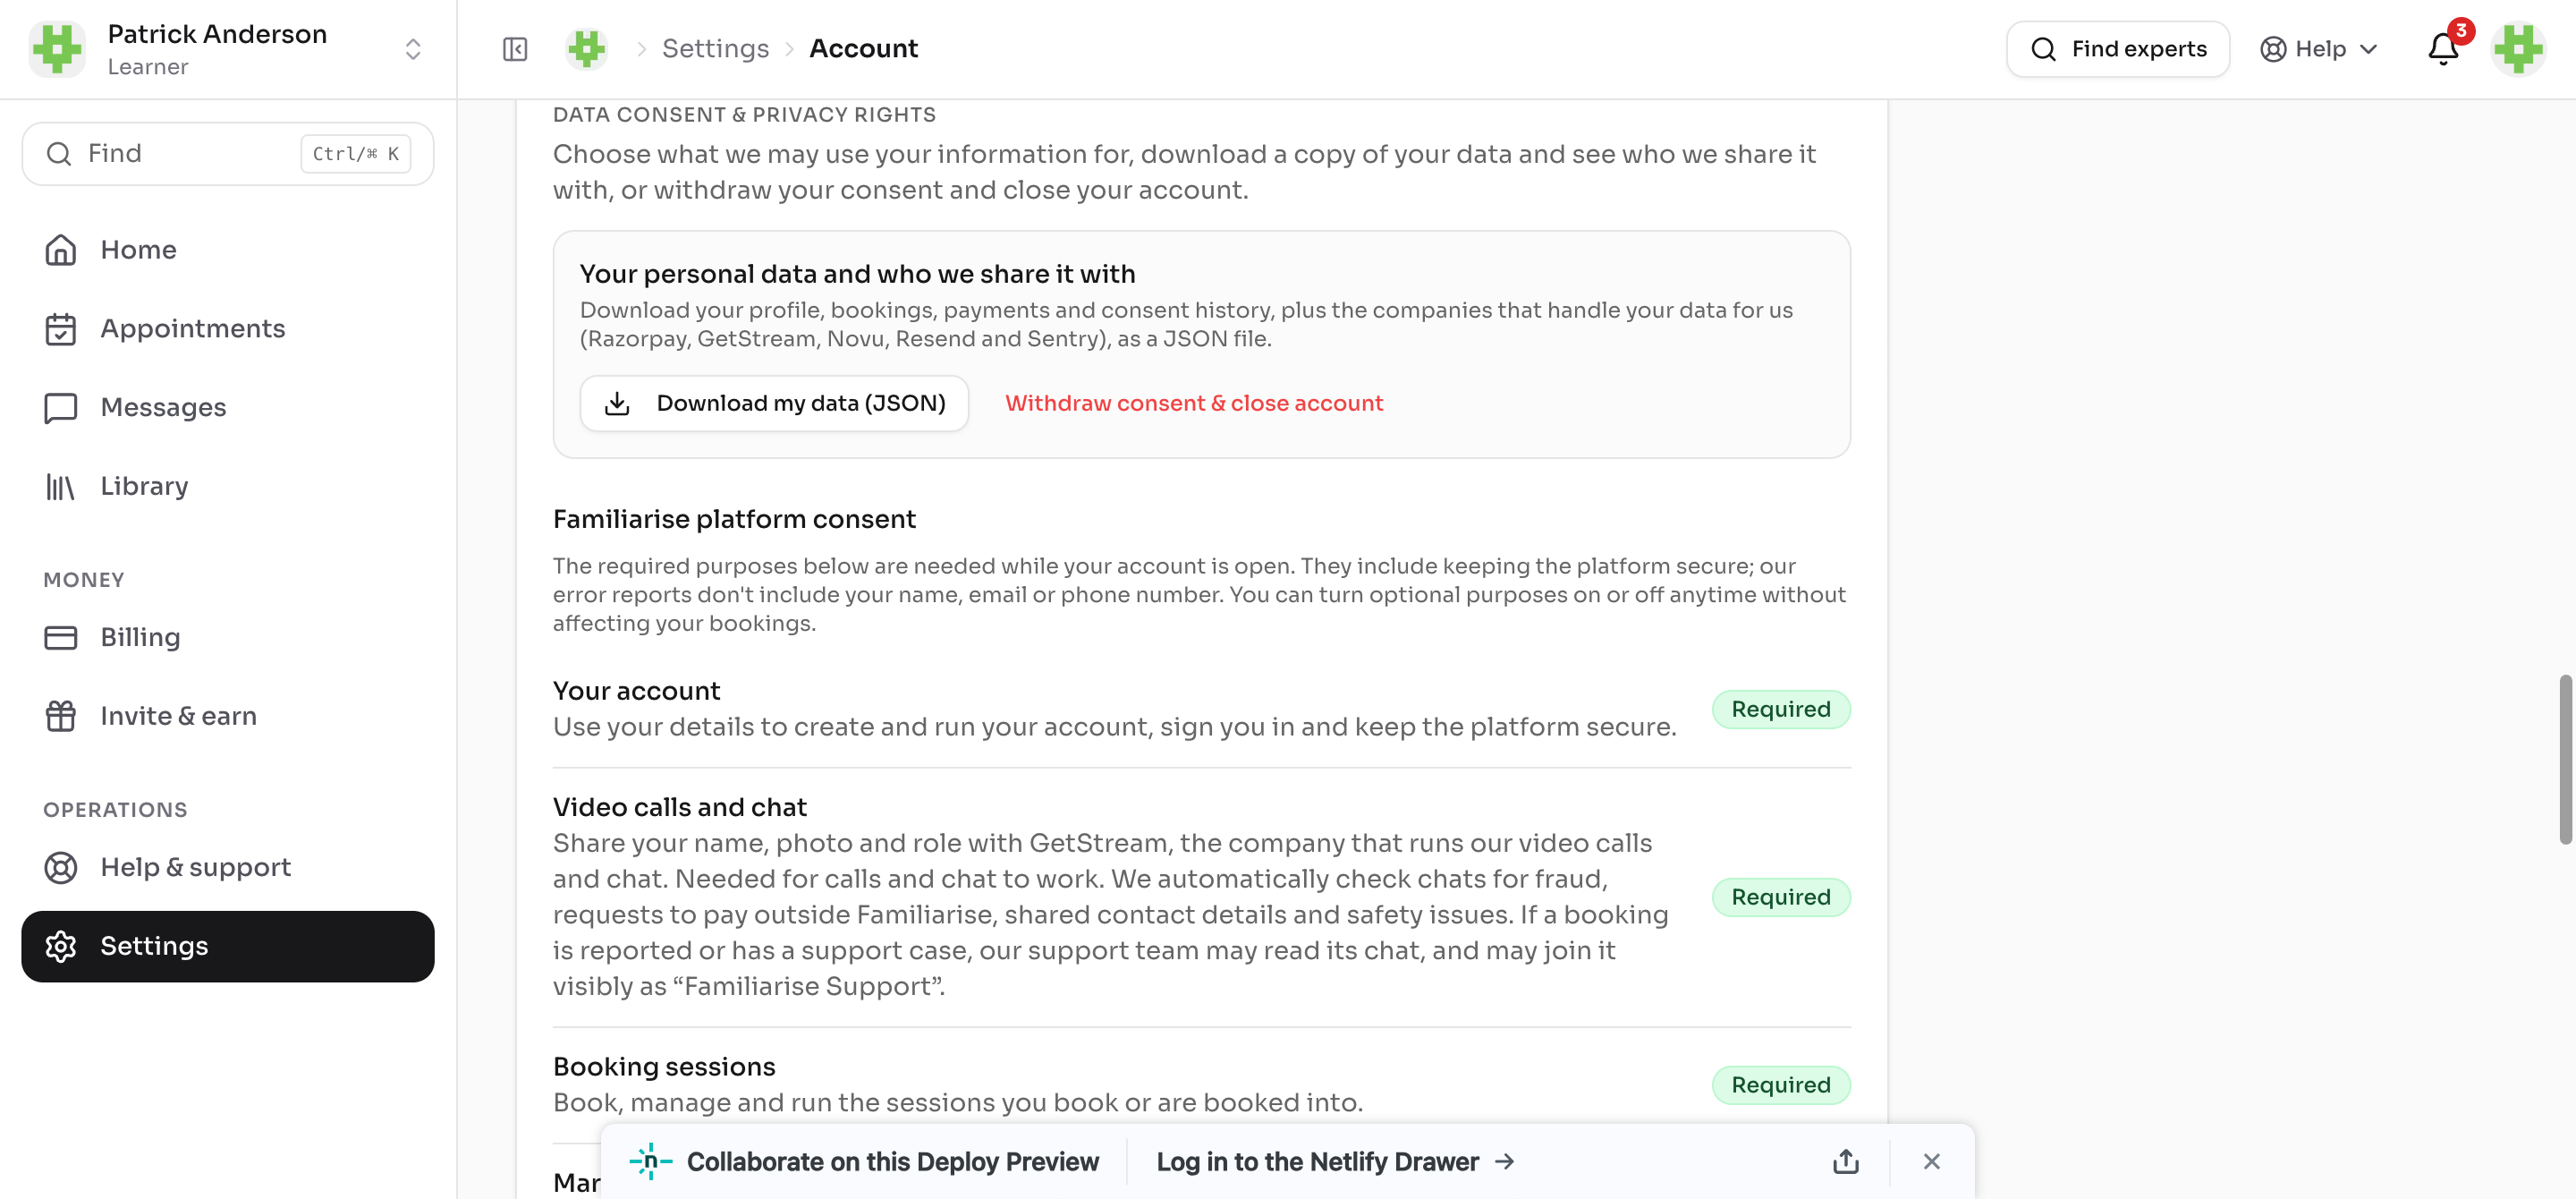 Patrick Anderson
Learner
Find
Ctrl/⌘ K
Home
Appointments
Messages
Library
MONEY
Billing
Invite & earn
OPERATIONS
Help & support
Settings
Settings
Account
Find experts
Help
3
DATA CONSENT & PRIVACY RIGHTS
Choose what we may use your information for, download a copy of your data and see who we share it
with, or withdraw your consent and close your account.
Your personal data and who we share it with
Download your profile, bookings, payments and consent history, plus the companies that handle your data for us
(Razorpay, GetStream, Novu, Resend and Sentry), as a JSON file.
Download my data (JSON)
Withdraw consent & close account
Familiarise platform consent
The required purposes below are needed while your account is open. They include keeping the platform secure; our
error reports don't include your name, email or phone number. You can turn optional purposes on or off anytime without
affecting your bookings.
Your account
Use your details to create and run your account, sign you in and keep the platform secure.
Required
Video calls and chat
Share your name, photo and role with GetStream, the company that runs our video calls
and chat. Needed for calls and chat to work. We automatically check chats for fraud,
requests to pay outside Familiarise, shared contact details and safety issues. If a booking
is reported or has a support case, our support team may read its chat, and may join it
visibly as “Familiarise Support”.
Required
Booking sessions
Book, manage and run the sessions you book or are booked into.
Required
Collaborate on this Deploy Preview
Log in to the Netlify Drawer →